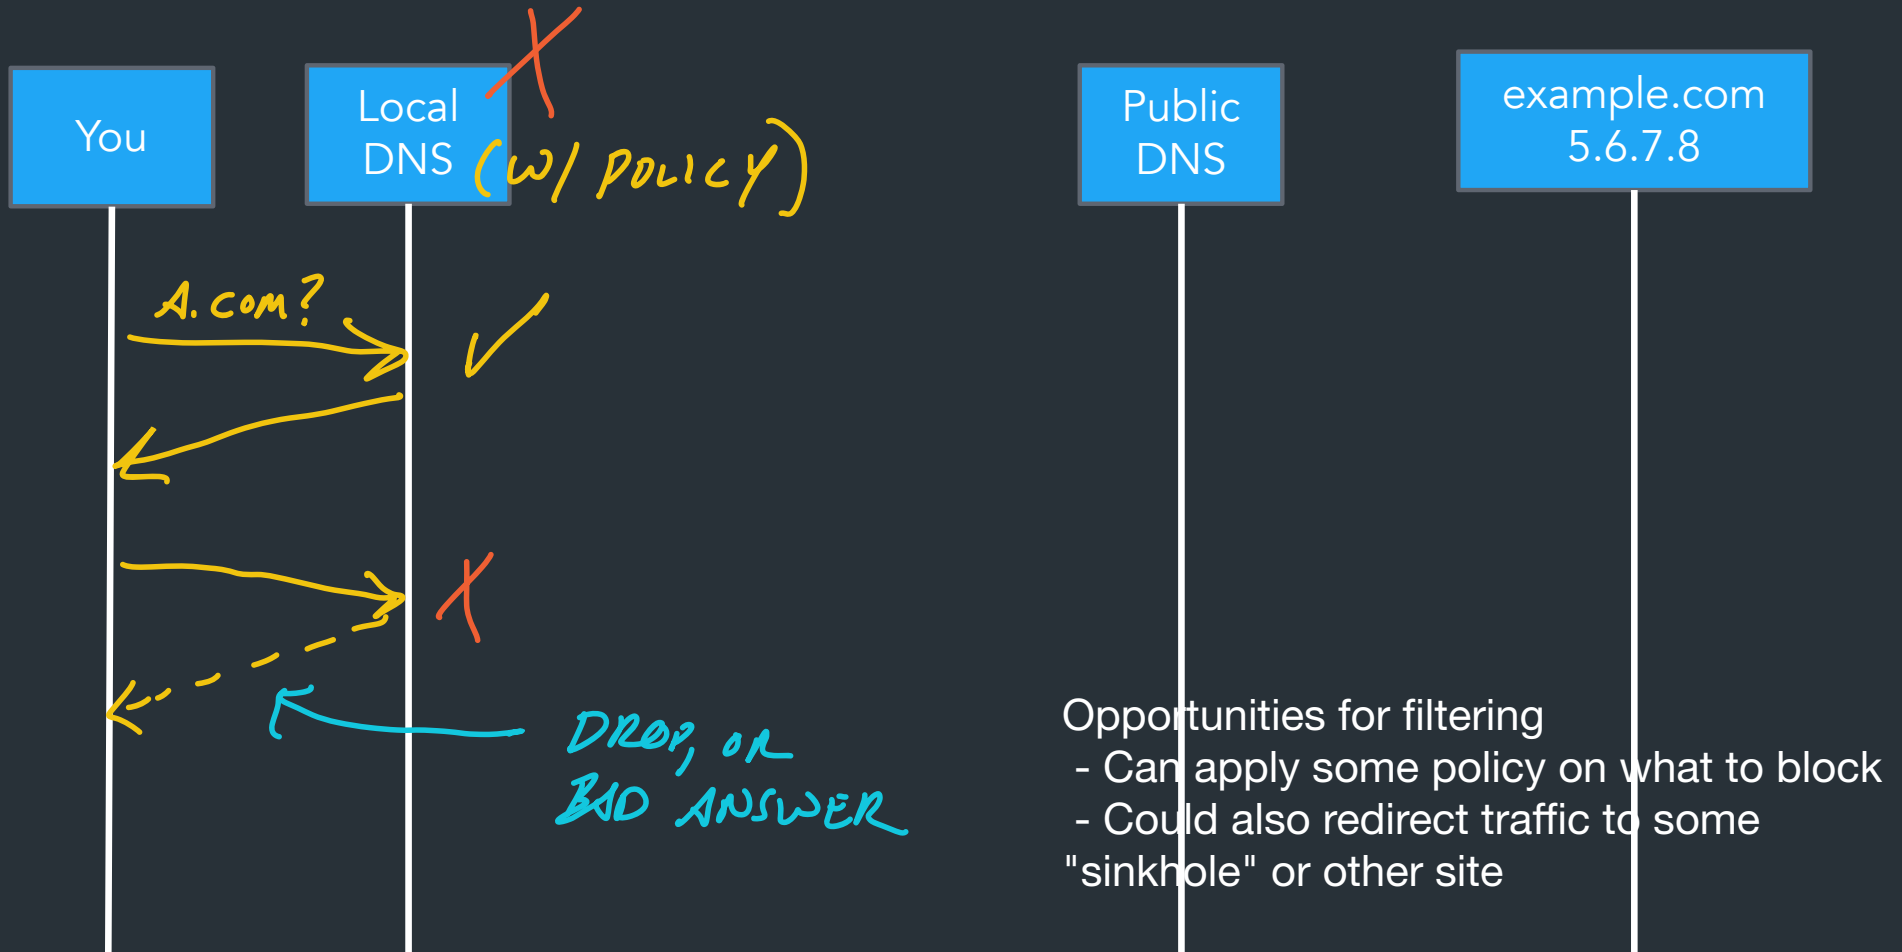 You
Local
DNS
(W/ POLICY)
Public
DNS
example.com
5.6.7.8
A.COM?
DROP, OR
BAD ANSWER
Opportunities for filtering
- Can apply some policy on what to block
- Could also redirect traffic to some
"sinkhole" or other site